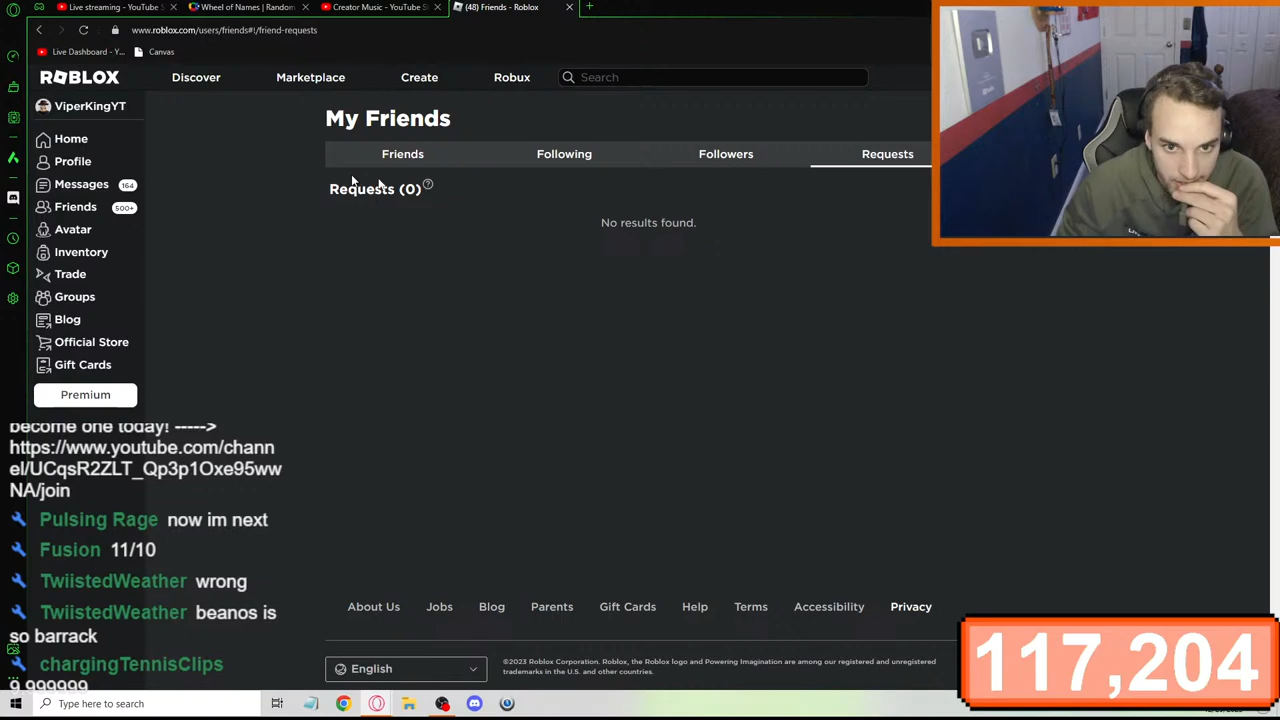 Live streaming - YouTube S
Wheel of Names | Random
Creator Music - YouTube St
(48) Friends - Roblox
www.roblox.com/users/friends#!/friend-requests
Live Dashboard - Y...
Canvas
ROBLOX
Discover
Marketplace
Create
Robux
Search
ViperKingYT
Home
Profile
Messages 164
Friends 500+
Avatar
Inventory
Trade
Groups
Blog
Official Store
Gift Cards
Premium
My Friends
Friends
Following
Followers
Requests
Requests (0)
No results found.
become one today! ----->
https://www.youtube.com/chann
el/UCqsR2ZLT_Qp3p1Oxe95ww
NA/join
Pulsing Rage now im next
Fusion 11/10
TwiistedWeather wrong
TwiistedWeather beanos is
so barrack
chargingTennisClips
9.999999
About Us
Jobs
Blog
Parents
Gift Cards
Help
Terms
Accessibility
Privacy
English
©2023 Roblox Corporation. Roblox, the Roblox logo and Powering Imagination are among our registered and unregistered
trademarks in the U.S. and other countries.
117,204
Type here to search